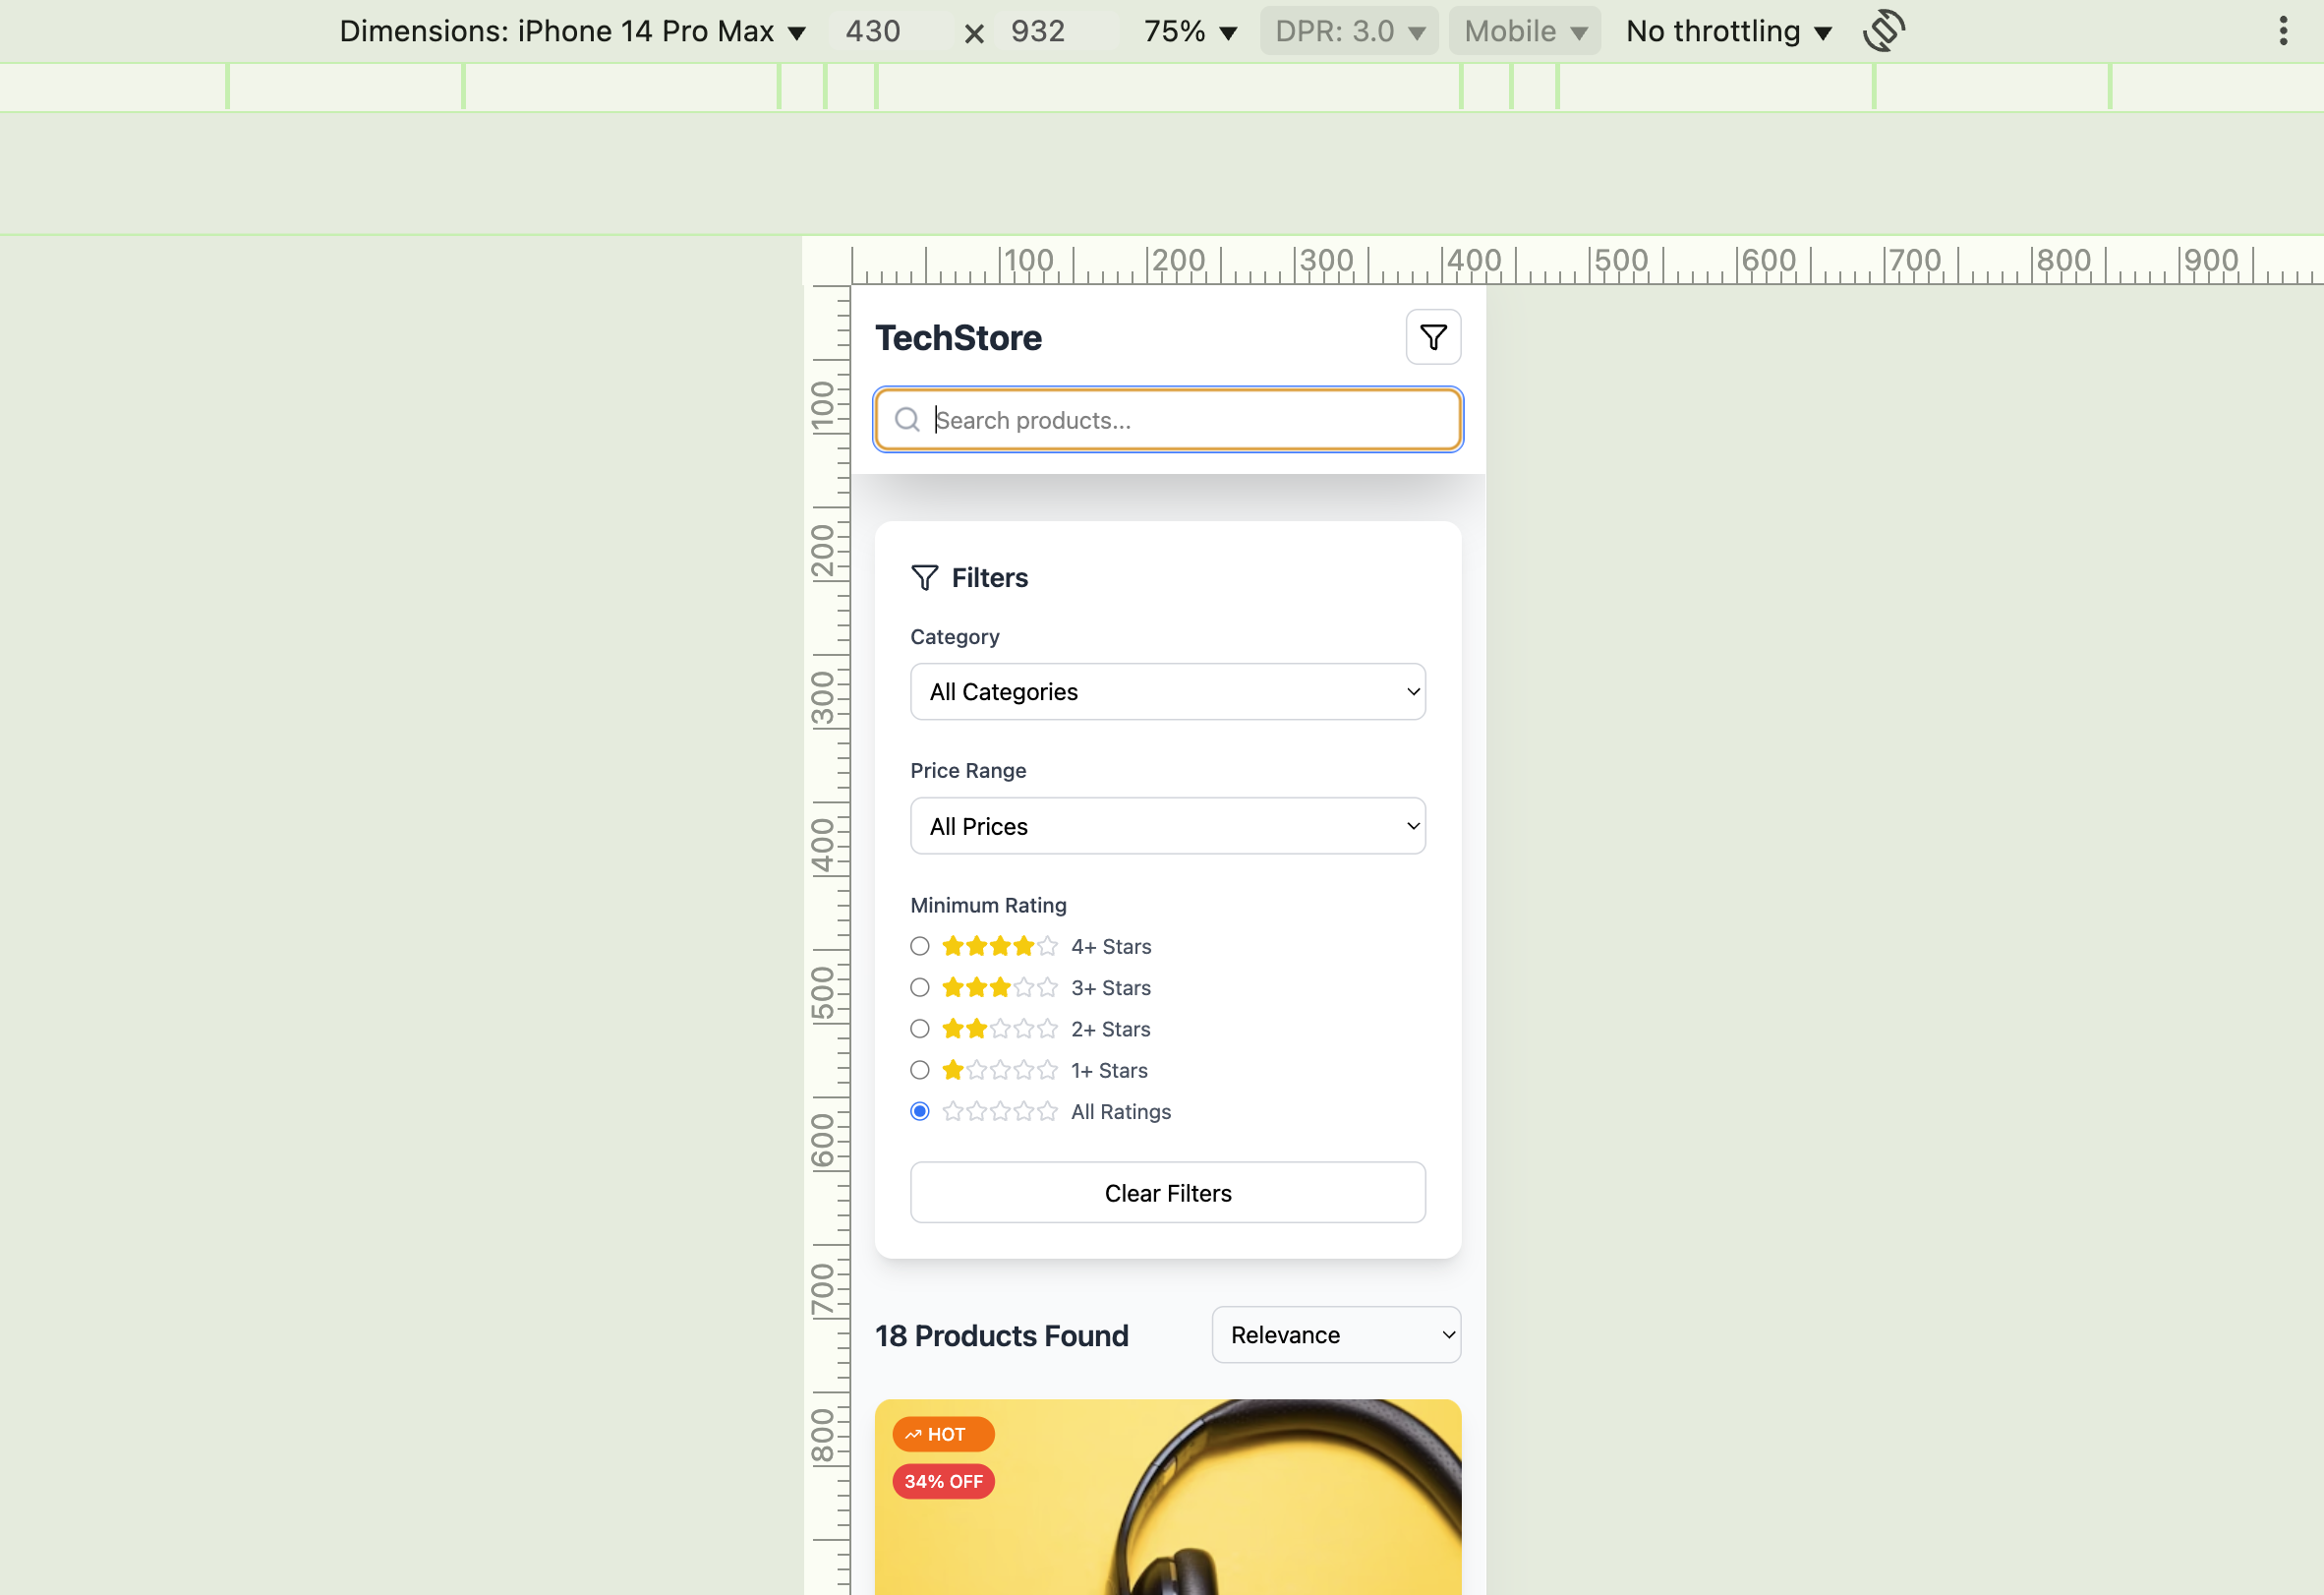 Dimensions: iPhone 14 Pro Max 430 × 932 75% DPR: 3.0 Mobile No throttling
100 200 300 400 500 600 700 800 900
TechStore
Search products...
100
200
300
400
500
600
700
800
Filters
Category
All Categories
Price Range
All Prices
Minimum Rating
4+ Stars
3+ Stars
2+ Stars
1+ Stars
All Ratings
Clear Filters
18 Products Found
Relevance
HOT
34% OFF